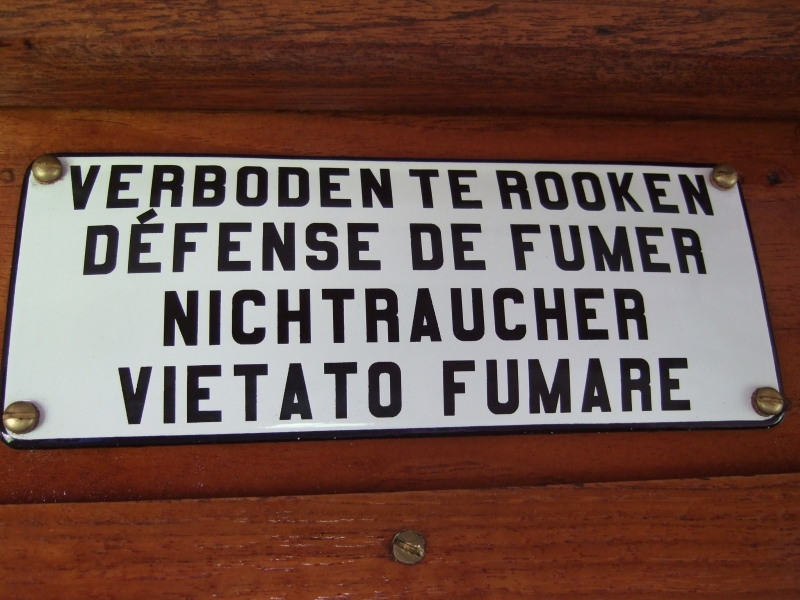 VERBODEN TE ROOKEN
DÉFENSE DE FUMER
NICHTRAUCHER
VIETATO FUMARE